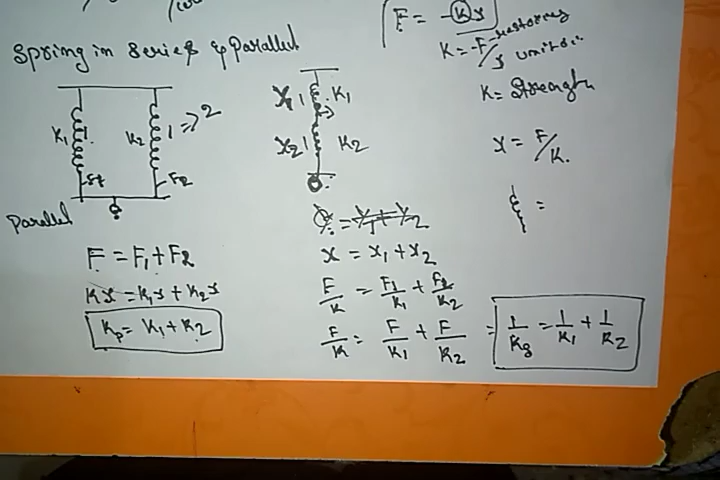 F = -kx
Spring in Series & Parallel
K = -F restoring
K = Strength
x = F/K.
K1 K2 2
F2
X1 K1
X2 K2
Parallel
x = x1 + x2
F = F1 + F2
Kx = K1x + K2x
F/K = F1/K1 + F2/K2
Kp = K1 + K2
F/K = F/K1 + F/K2 = 1/Ks = 1/K1 + 1/K2